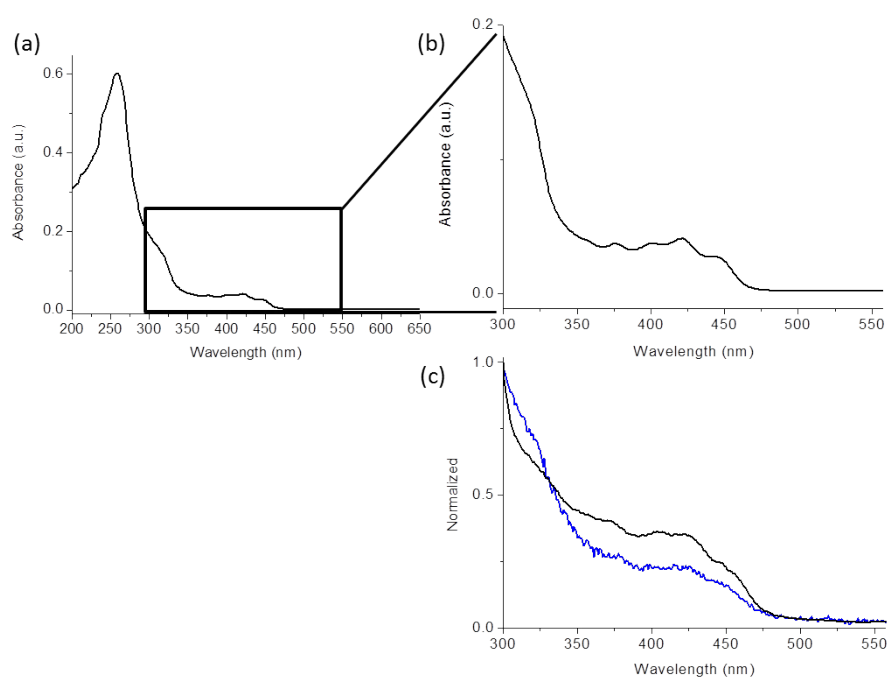 (a)
0.6
0.4
0.2
0.0
Absorbance (a.u.)
200 250 300 350 400 450 500 550 600 650
Wavelength (nm)
(b)
0.2
0.0
Absorbance (a.u.)
300 350 400 450 500 550
Wavelength (nm)
(c)
1.0
0.5
0.0
Normalized
300 350 400 450 500 550
Wavelength (nm)